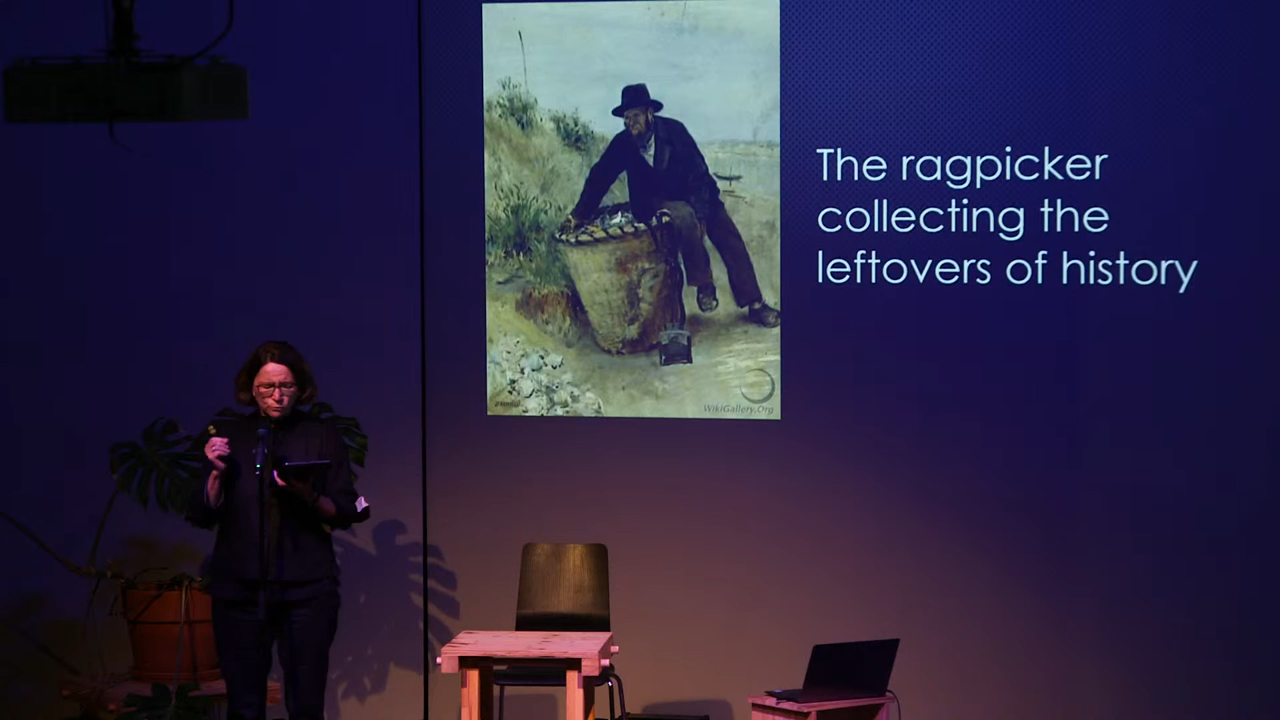 The ragpicker
collecting the
leftovers of history
WikiGallery.Org